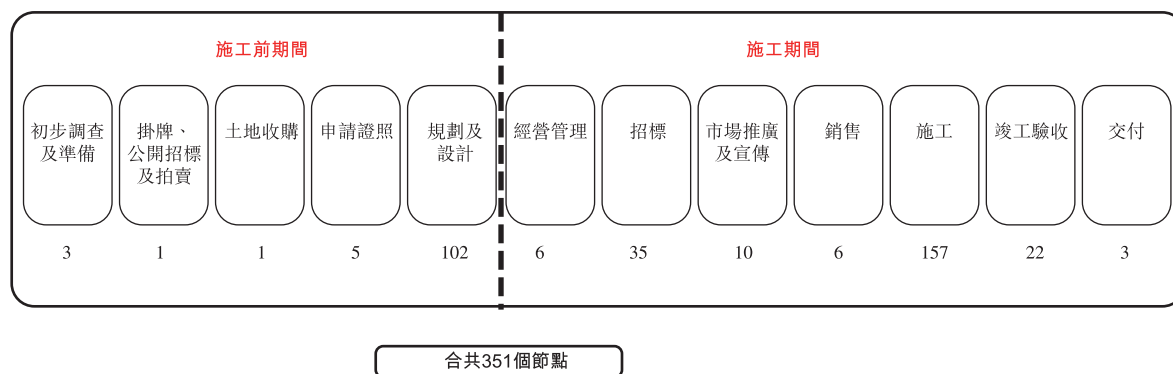 施工前期間
施工期間
初步調查
及準備
掛牌、
公開招標
及拍賣
土地收購
申請證照
規劃及
設計
經營管理
招標
市場推廣
及宣傳
銷售
施工
竣工驗收
交付
3
1
1
5
102
6
35
10
6
157
22
3
合共351個節點